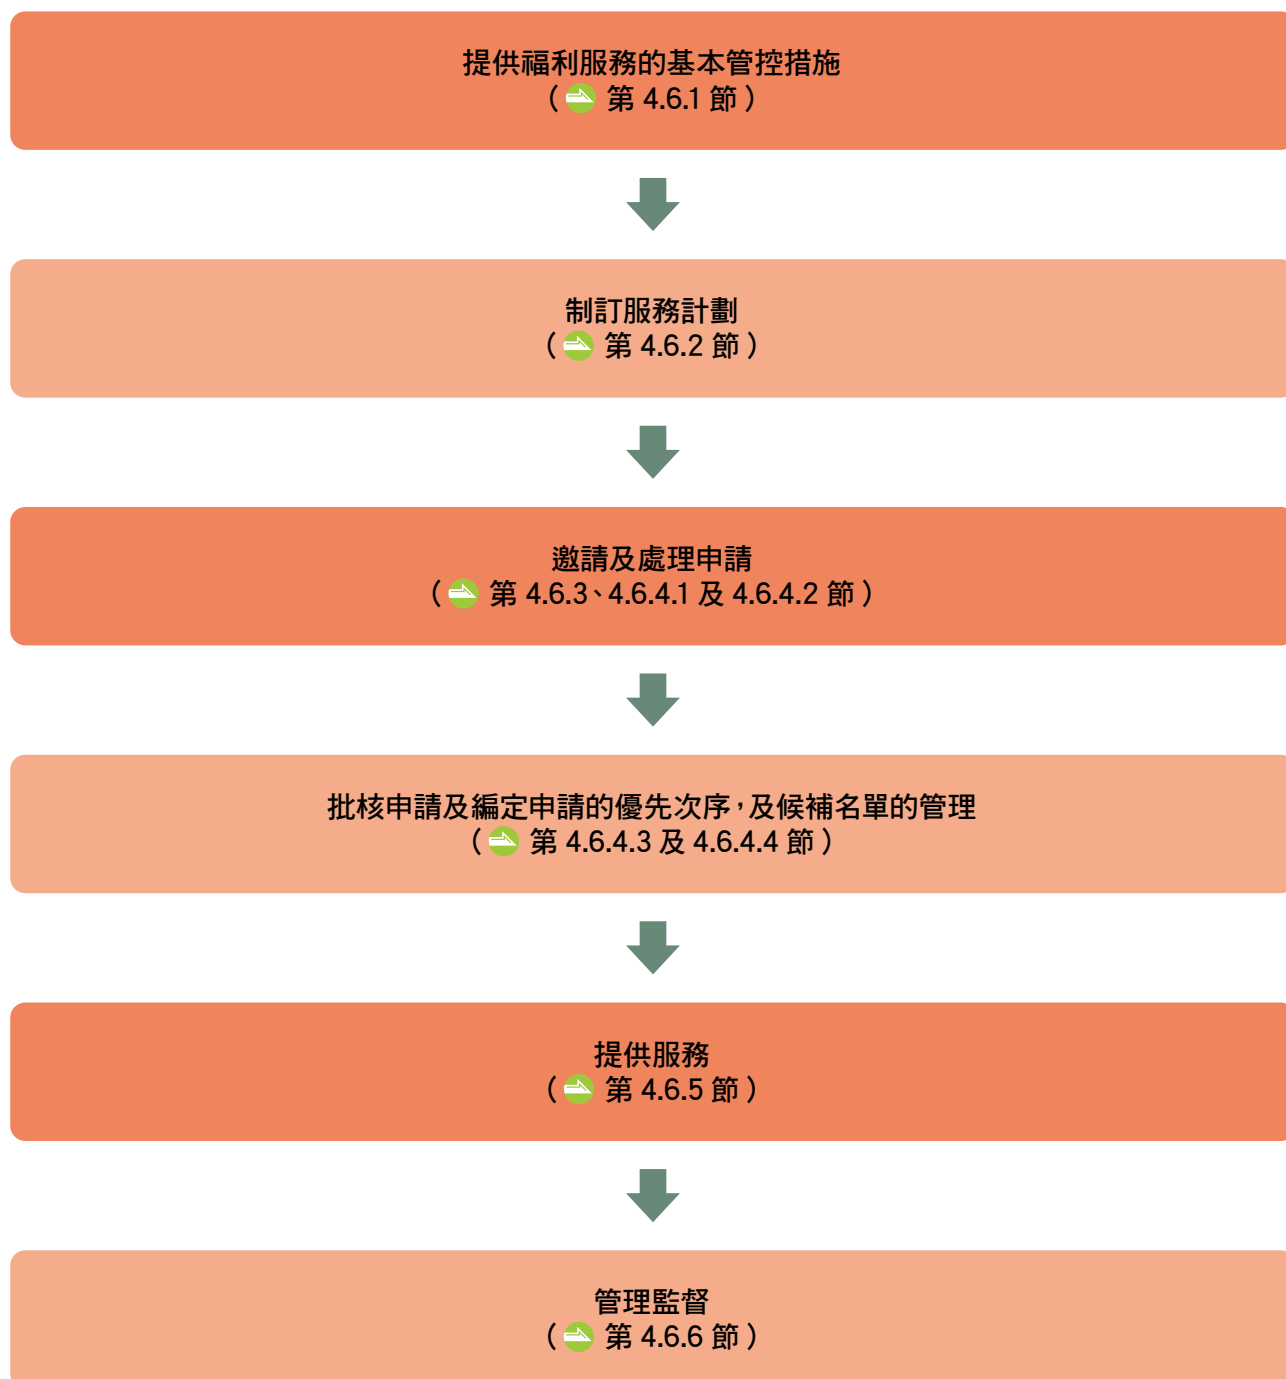 提供福利服務的基本管控措施
（ 第 4.6.1 節 ）
制訂服務計劃
（ 第 4.6.2 節 ）
邀請及處理申請
（ 第 4.6.3、4.6.4.1 及 4.6.4.2 節 ）
批核申請及編定申請的優先次序，及候補名單的管理
（ 第 4.6.4.3 及 4.6.4.4 節 ）
提供服務
（ 第 4.6.5 節 ）
管理監督
（ 第 4.6.6 節 ）